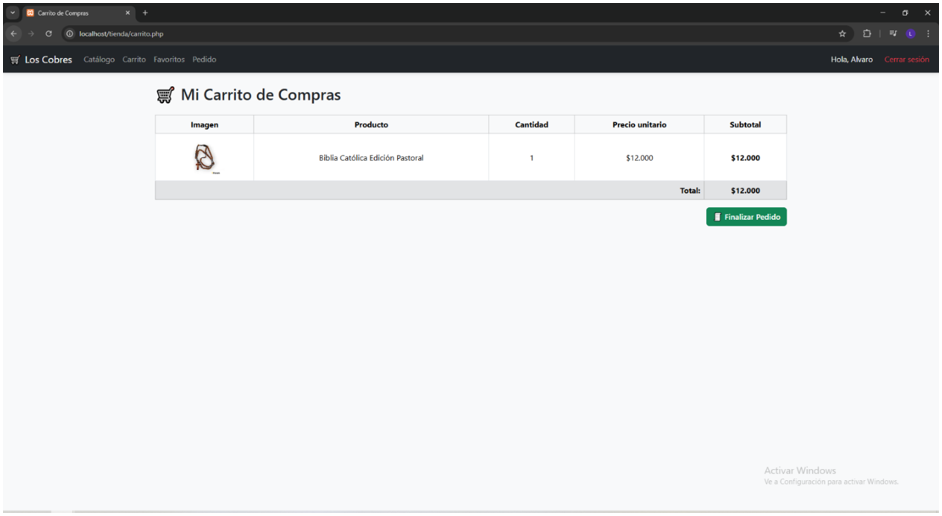 Carrito de Compras
localhost/tienda/carrito.php
Los Cobres Catálogo Carrito Favoritos Pedido Hola, Alvaro Cerrar sesión
Mi Carrito de Compras
Imagen Producto Cantidad Precio unitario Subtotal
Biblia Católica Edición Pastoral 1 $12.000 $12.000
Total: $12.000
Finalizar Pedido
Activar Windows
Ve a Configuración para activar Windows.